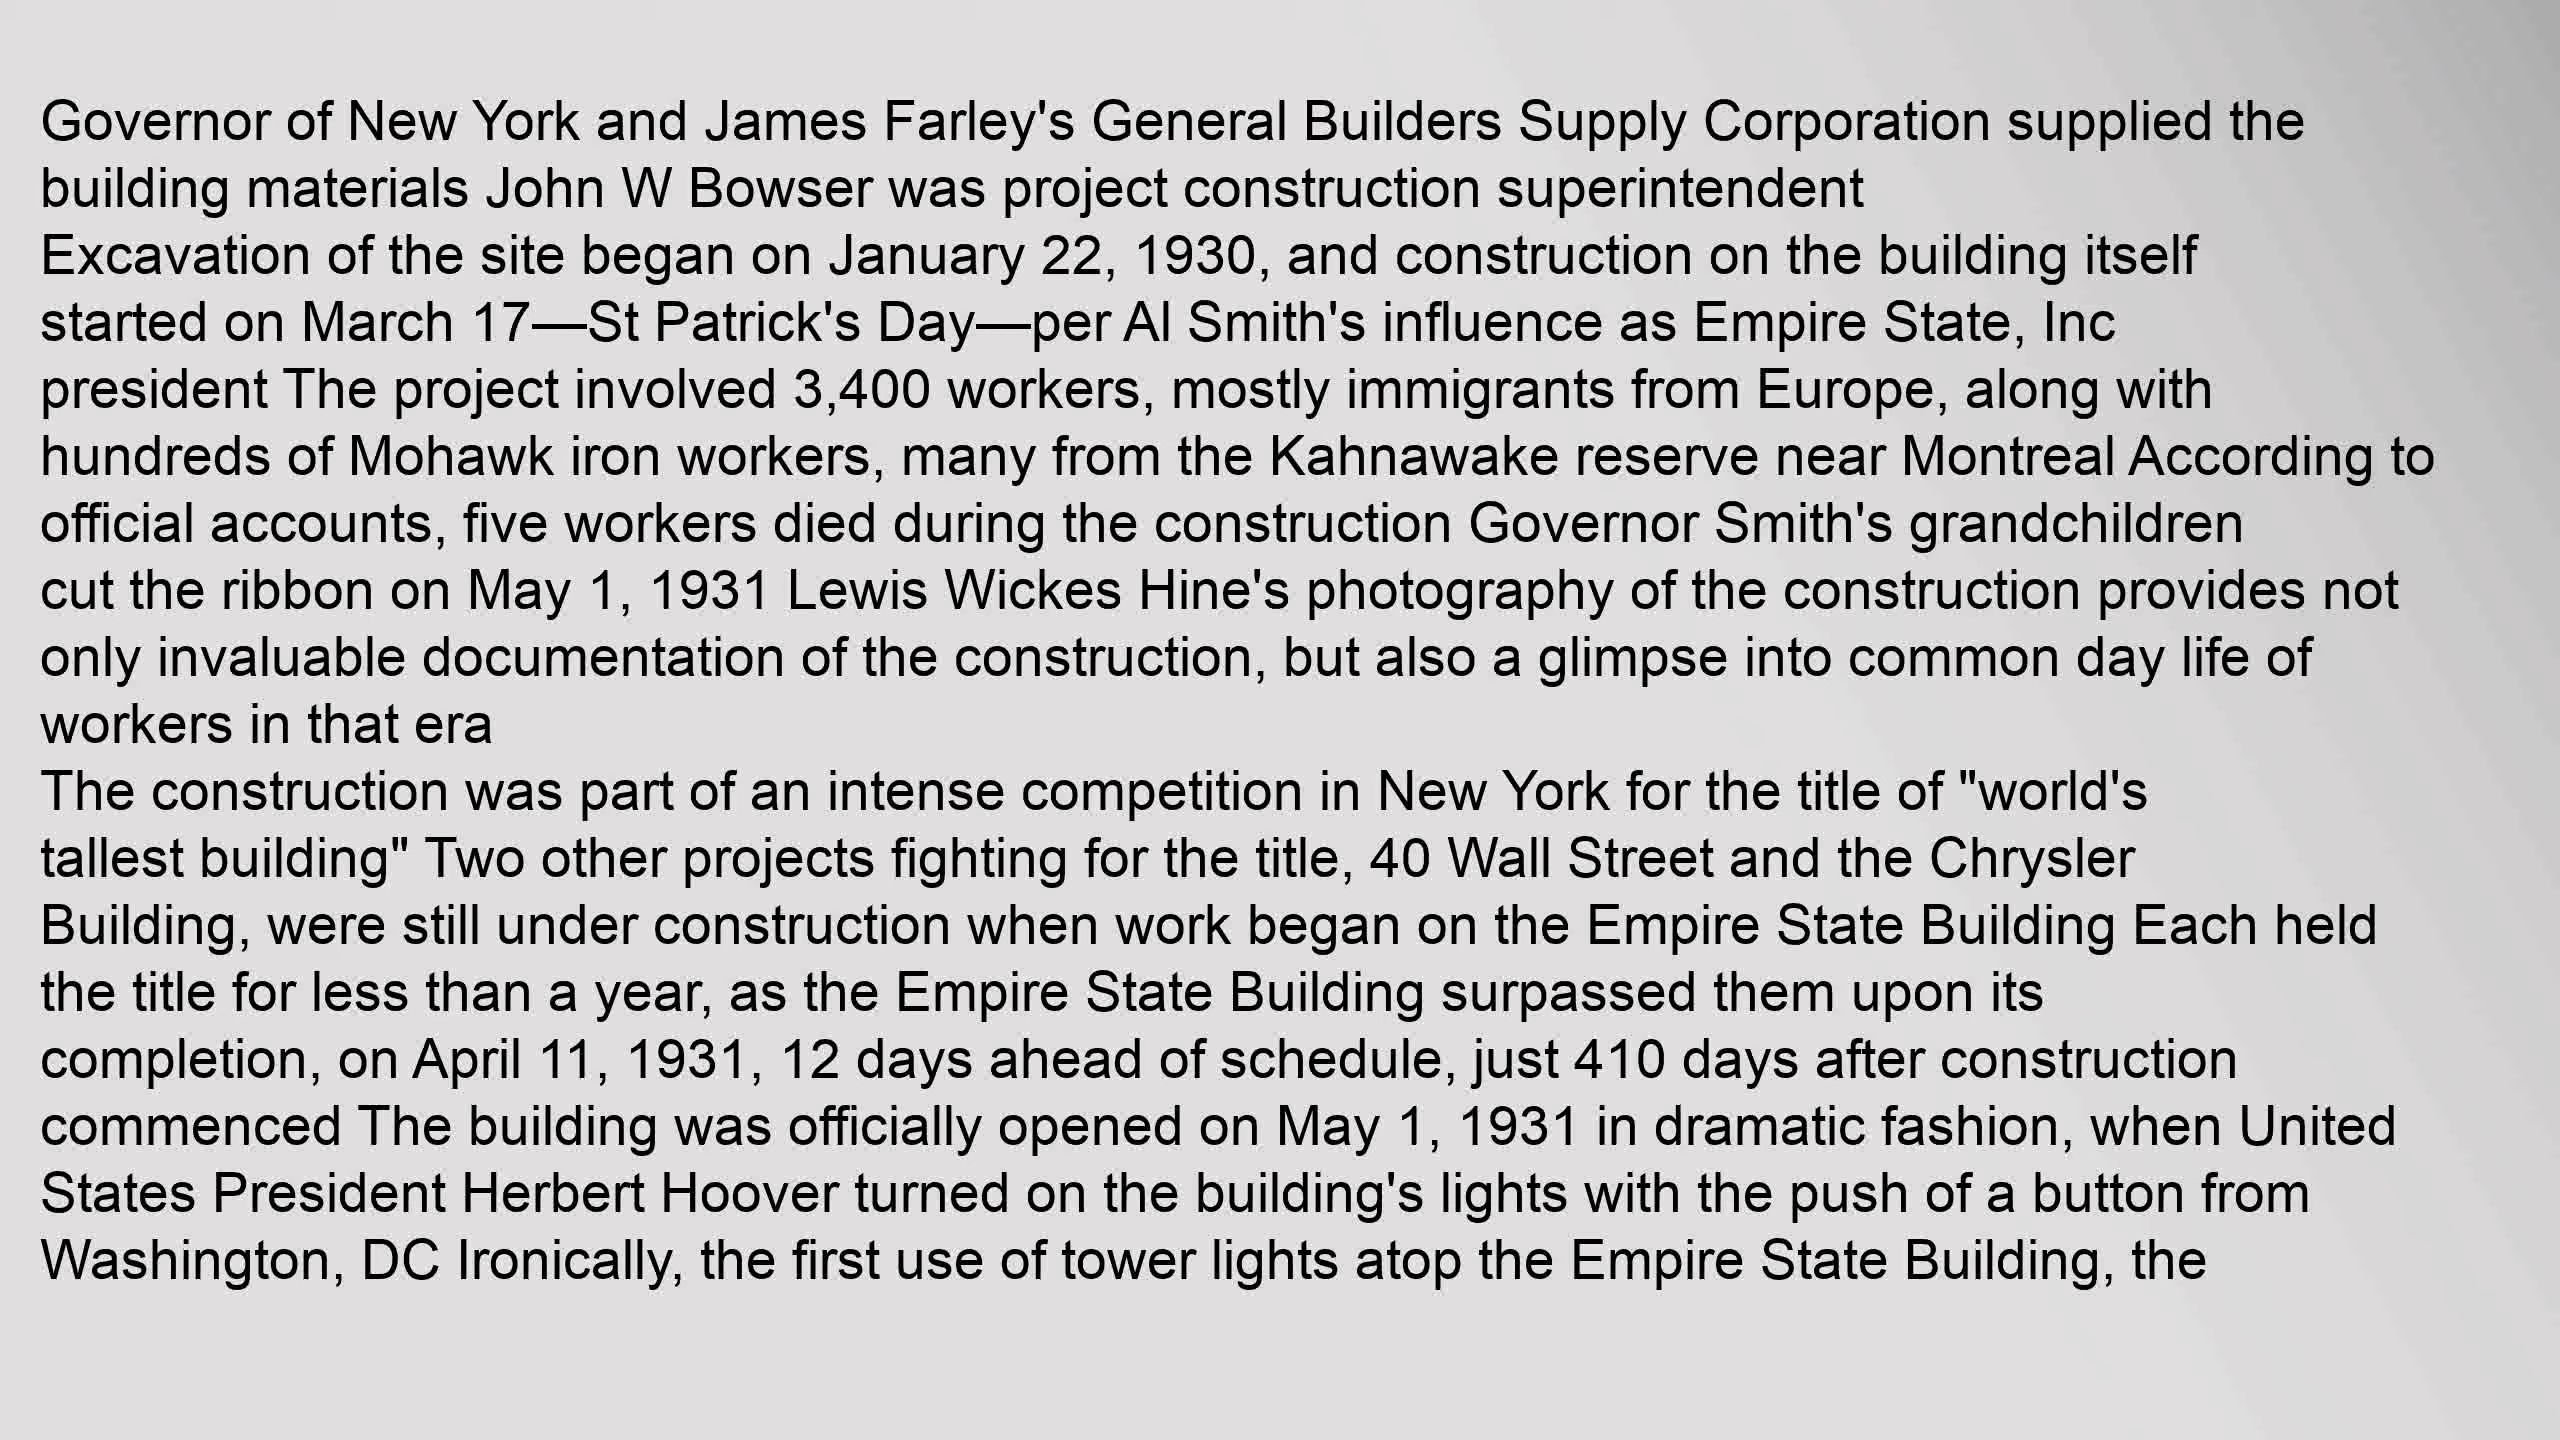 Governor of New York and James Farley's General Builders Supply Corporation supplied the
building materials John W Bowser was project construction superintendent
Excavation of the site began on January 22, 1930, and construction on the building itself
started on March 17—St Patrick's Day—per Al Smith's influence as Empire State, Inc
president The project involved 3,400 workers, mostly immigrants from Europe, along with
hundreds of Mohawk iron workers, many from the Kahnawake reserve near Montreal According to
official accounts, five workers died during the construction Governor Smith's grandchildren
cut the ribbon on May 1, 1931 Lewis Wickes Hine's photography of the construction provides not
only invaluable documentation of the construction, but also a glimpse into common day life of
workers in that era
The construction was part of an intense competition in New York for the title of "world's
tallest building" Two other projects fighting for the title, 40 Wall Street and the Chrysler
Building, were still under construction when work began on the Empire State Building Each held
the title for less than a year, as the Empire State Building surpassed them upon its
completion, on April 11, 1931, 12 days ahead of schedule, just 410 days after construction
commenced The building was officially opened on May 1, 1931 in dramatic fashion, when United
States President Herbert Hoover turned on the building's lights with the push of a button from
Washington, DC Ironically, the first use of tower lights atop the Empire State Building, the